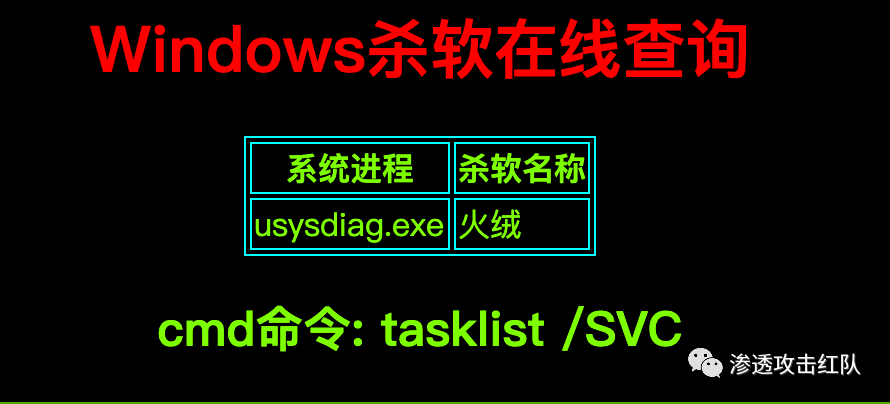 Windows杀软在线查询
系统进程 杀软名称
usysdiag.exe 火绒
cmd命令: tasklist /SVC
渗透攻击红队